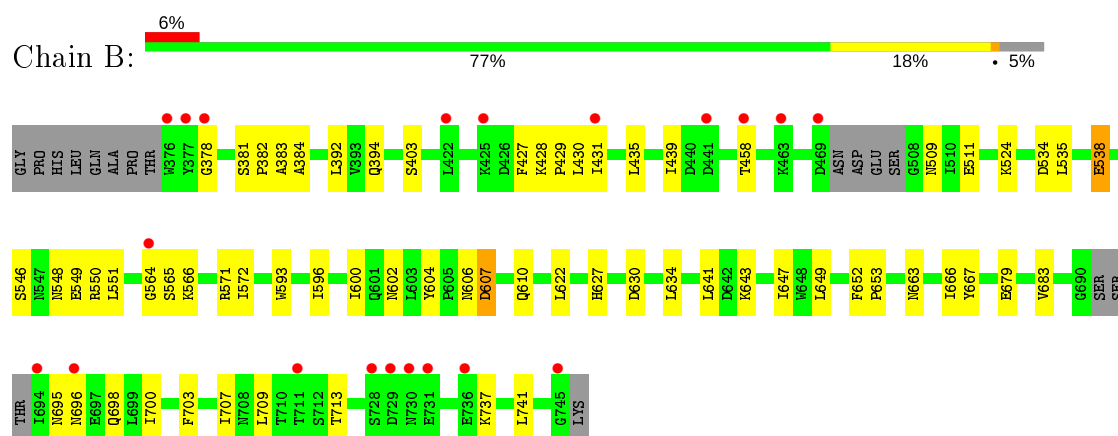 6%
Chain B:
77% 18% • 5%
GLY PRO HIS LEU GLN ALA PRO THR W376 Y377 G378 S381 P382 A383 A384 L392 V393 Q394 S403 L422 K425 D426 F427 K428 P429 L430 I431 L435 I439 D440 D441 T458 K463 D469 ASN ASP GLU SER G508 N509 I510 E511 K524 D534 L535 E538
S546 N547 N548 E549 R550 L551 G564 S565 K566 R571 I572 W593 I596 I600 Q601 N602 L603 Y604 P605 N606 D607 Q610 L622 H627 D630 L634 L641 D642 K643 I647 W648 L649 F652 P653 N663 I666 Y667 E679 V683 G690 SER SER
THR I694 N695 N696 E697 Q698 L699 I700 F703 I707 N708 L709 T710 T711 S712 T713 S728 D729 N730 E731 E736 K737 L741 G745 LYS